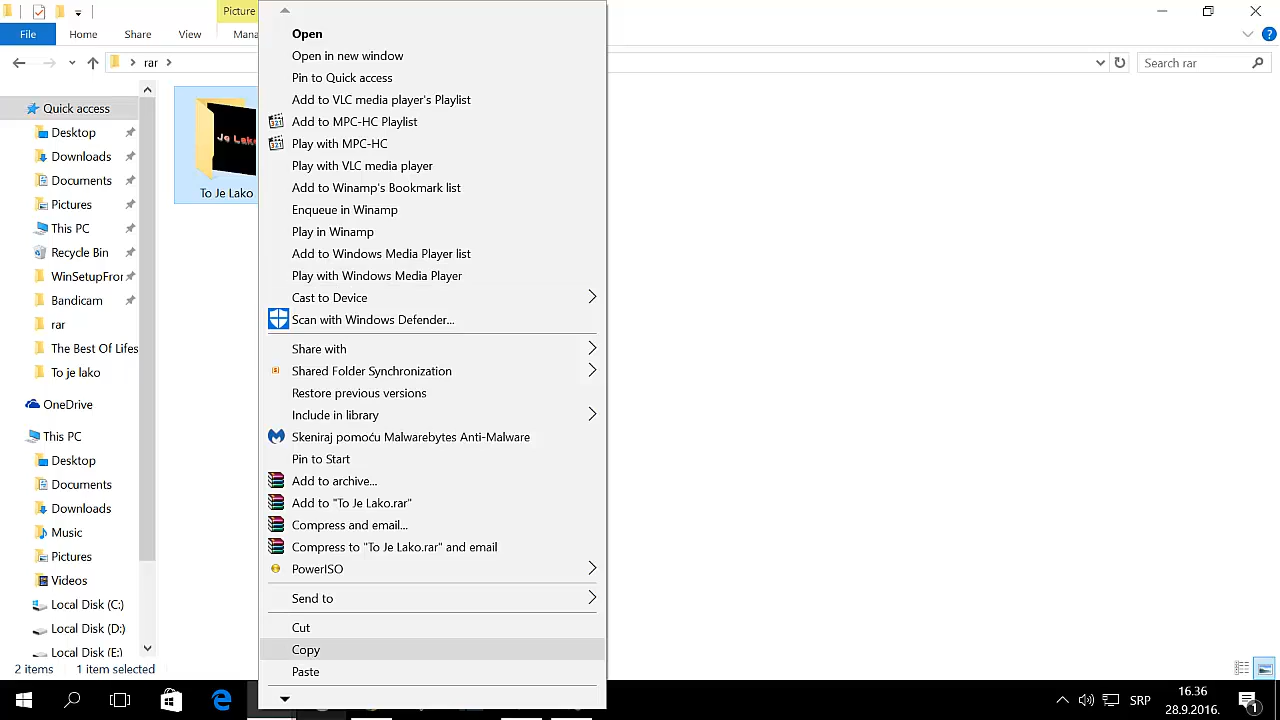 Picture
File
Home
Share
View
Mana
rar
Search rar
Quick access
Desktop
Downloads
Documents
Pictures
This PC
Recycle Bin
WinSetupFror
Bandicam
rar
The Best Of Lifes
To je lako
OneDrive
This PC
Desktop
Documents
Downloads
Music
Pictures
Videos
Local Disk (C:)
Local Disk (D:)
Local Disk (E:)
2 items
1 item selected
Je Lako
To Je Lako
Open
Open in new window
Pin to Quick access
Add to VLC media player's Playlist
Add to MPC-HC Playlist
Play with MPC-HC
Play with VLC media player
Add to Winamp's Bookmark list
Enqueue in Winamp
Play in Winamp
Add to Windows Media Player list
Play with Windows Media Player
Cast to Device
Scan with Windows Defender...
Share with
Shared Folder Synchronization
Restore previous versions
Include in library
Skeniraj pomoću Malwarebytes Anti-Malware
Pin to Start
Add to archive...
Add to "To Je Lako.rar"
Compress and email...
Compress to "To Je Lako.rar" and email
PowerISO
Send to
Cut
Copy
Paste
SRP
16.36
28.9.2016.
1